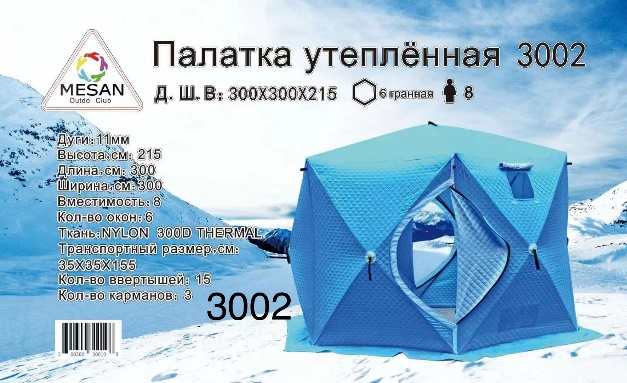 MESAN
Outdo Club
Палатка утеплённая 3002
Д. Ш. В: 300X300X215 6 гранная 8
Дуги: 11мм
Высота,см: 215
Длина,см: 300
Ширина,см: 300
Вместимость: 8
Кол-во окон: 6
Ткань:NYLON 300D THERMAL
Транспортный размер,см:
35X35X155
Кол-во ввертышей: 15
Кол-во карманов: 3
3002